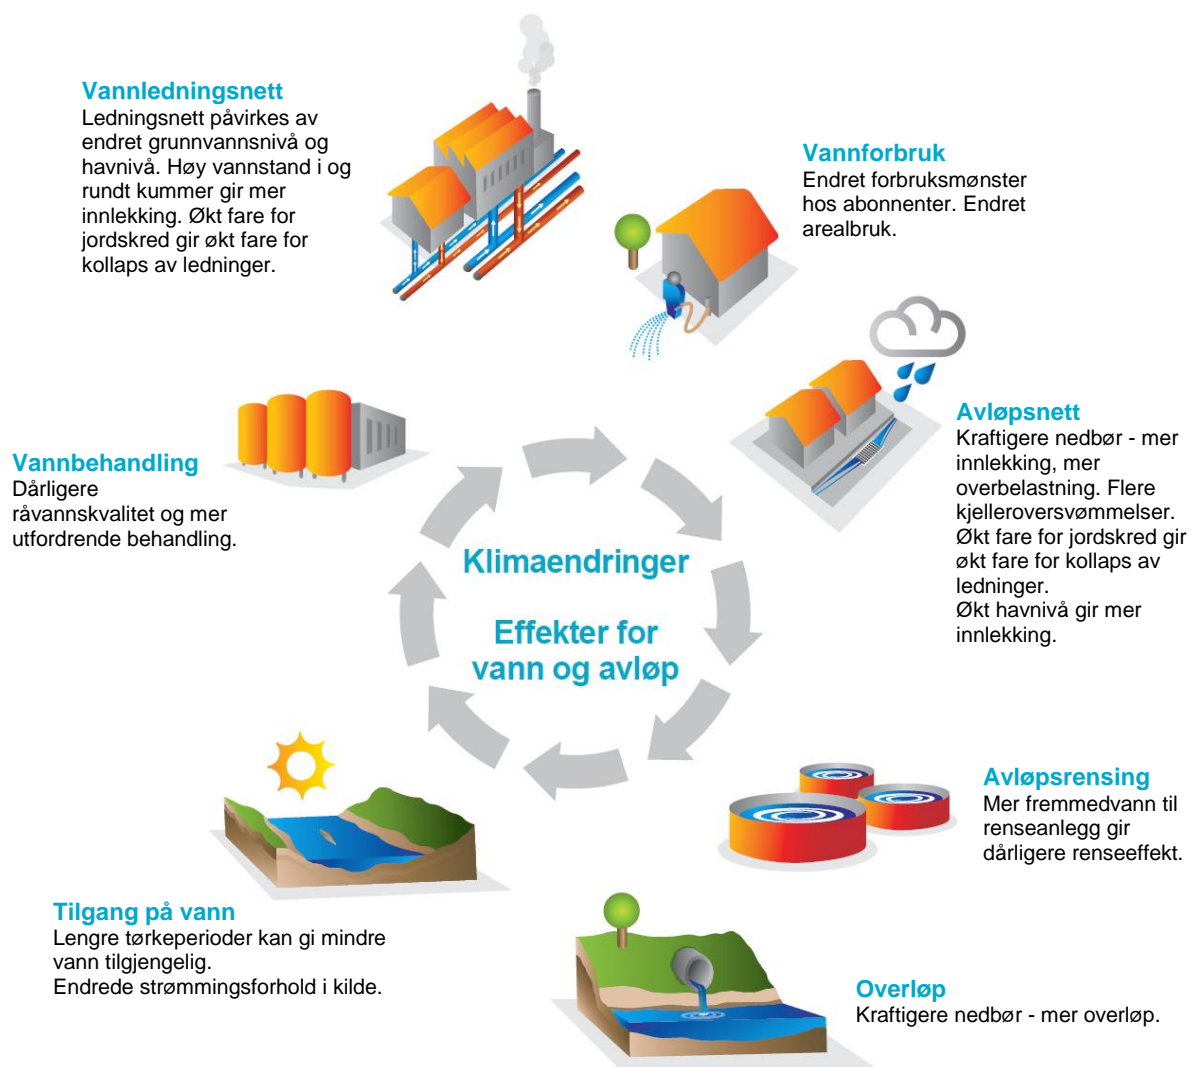 Vannledningsnett
Ledningsnett påvirkes av
endret grunnvannsnivå og
havnivå. Høy vannstand i og
rundt kummer gir mer
innlekking. Økt fare for
jordskred gir økt fare for
kollaps av ledninger.
Vannforbruk
Endret forbruksmønster
hos abonnenter. Endret
arealbruk.
Avløpsnett
Kraftigere nedbør - mer
innlekking, mer
overbelastning. Flere
kjelleroversvømmelser.
Økt fare for jordskred gir
økt fare for kollaps av
ledninger.
Økt havnivå gir mer
innlekking.
Vannbehandling
Dårligere
råvannskvalitet og mer
utfordrende behandling.
Klimaendringer
Effekter for
vann og avløp
Avløpsrensing
Mer fremmedvann til
renseanlegg gir
dårligere renseeffekt.
Tilgang på vann
Lengre tørkeperioder kan gi mindre
vann tilgjengelig.
Endrede strømmingsforhold i kilde.
Overløp
Kraftigere nedbør - mer overløp.